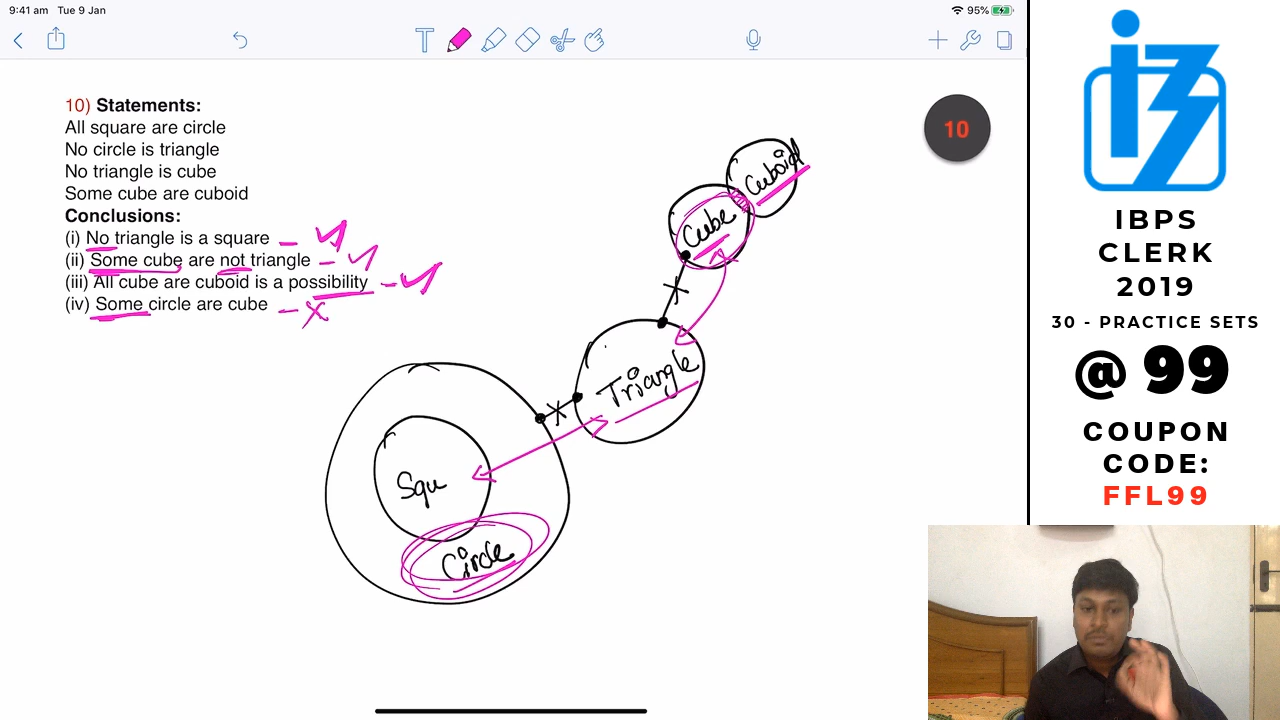 9:41 am Tue 9 Jan
95%
T
10) Statements:
All square are circle
No circle is triangle
No triangle is cube
Some cube are cuboid
Conclusions:
(i) No triangle is a square
(ii) Some cube are not triangle
(iii) All cube are cuboid is a possibility
(iv) Some circle are cube
10
Cuboid
Cube
Triangle
Squ
Circle
IBPS
CLERK
2019
30 - PRACTICE SETS
@ 99
COUPON
CODE:
FFL99